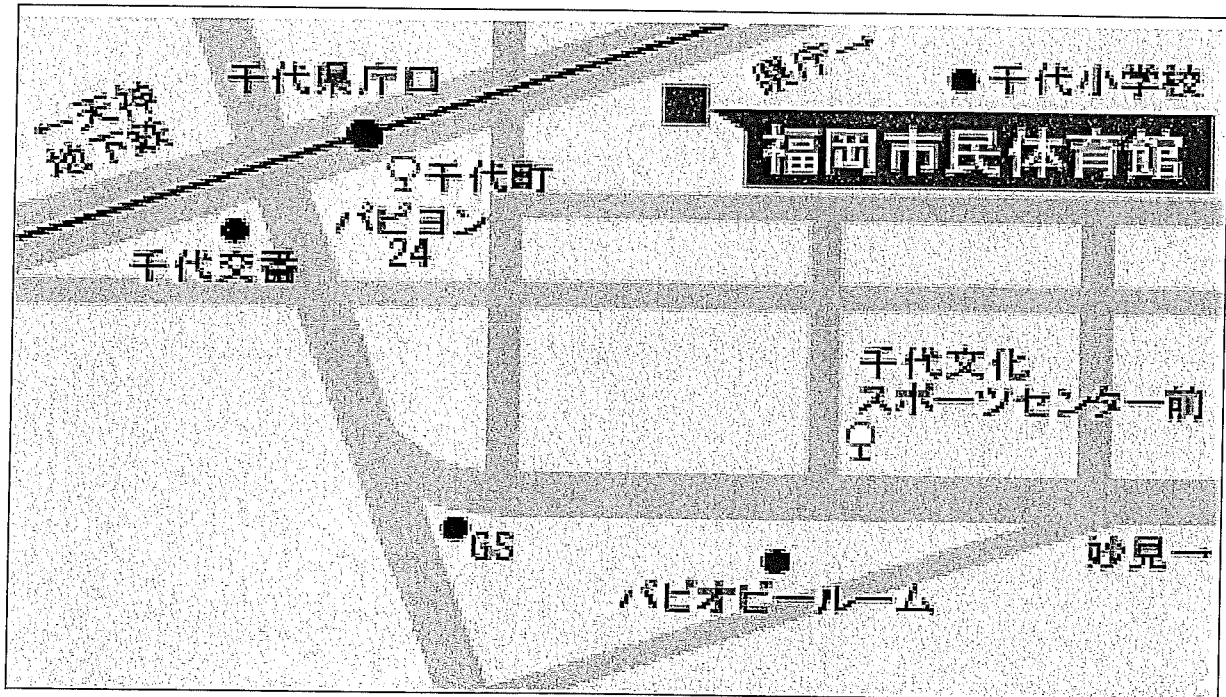 千代県庁口
県庁→
千代小学校
←天神
地下鉄
福岡市民体育館
千代町
パピヨン
24
千代交番
千代文化
スポーツセンター前
GS
妙見→
パピオビールーム